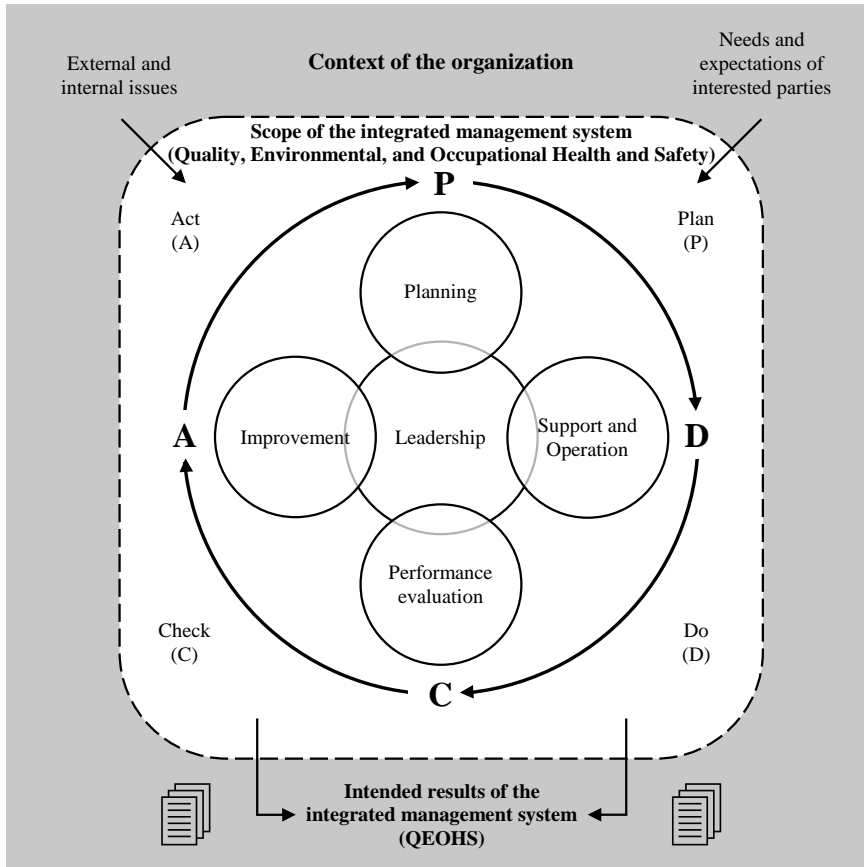 Needs and
expectations of
interested parties
External and
internal issues
Context of the organization
Scope of the integrated management system
(Quality, Environmental, and Occupational Health and Safety)
P
Act
(A)
Plan
(P)
Planning
A
Improvement
Leadership
Support and
Operation
D
Performance
evaluation
Check
(C)
Do
(D)
C
Intended results of the
integrated management system
(QEOHS)